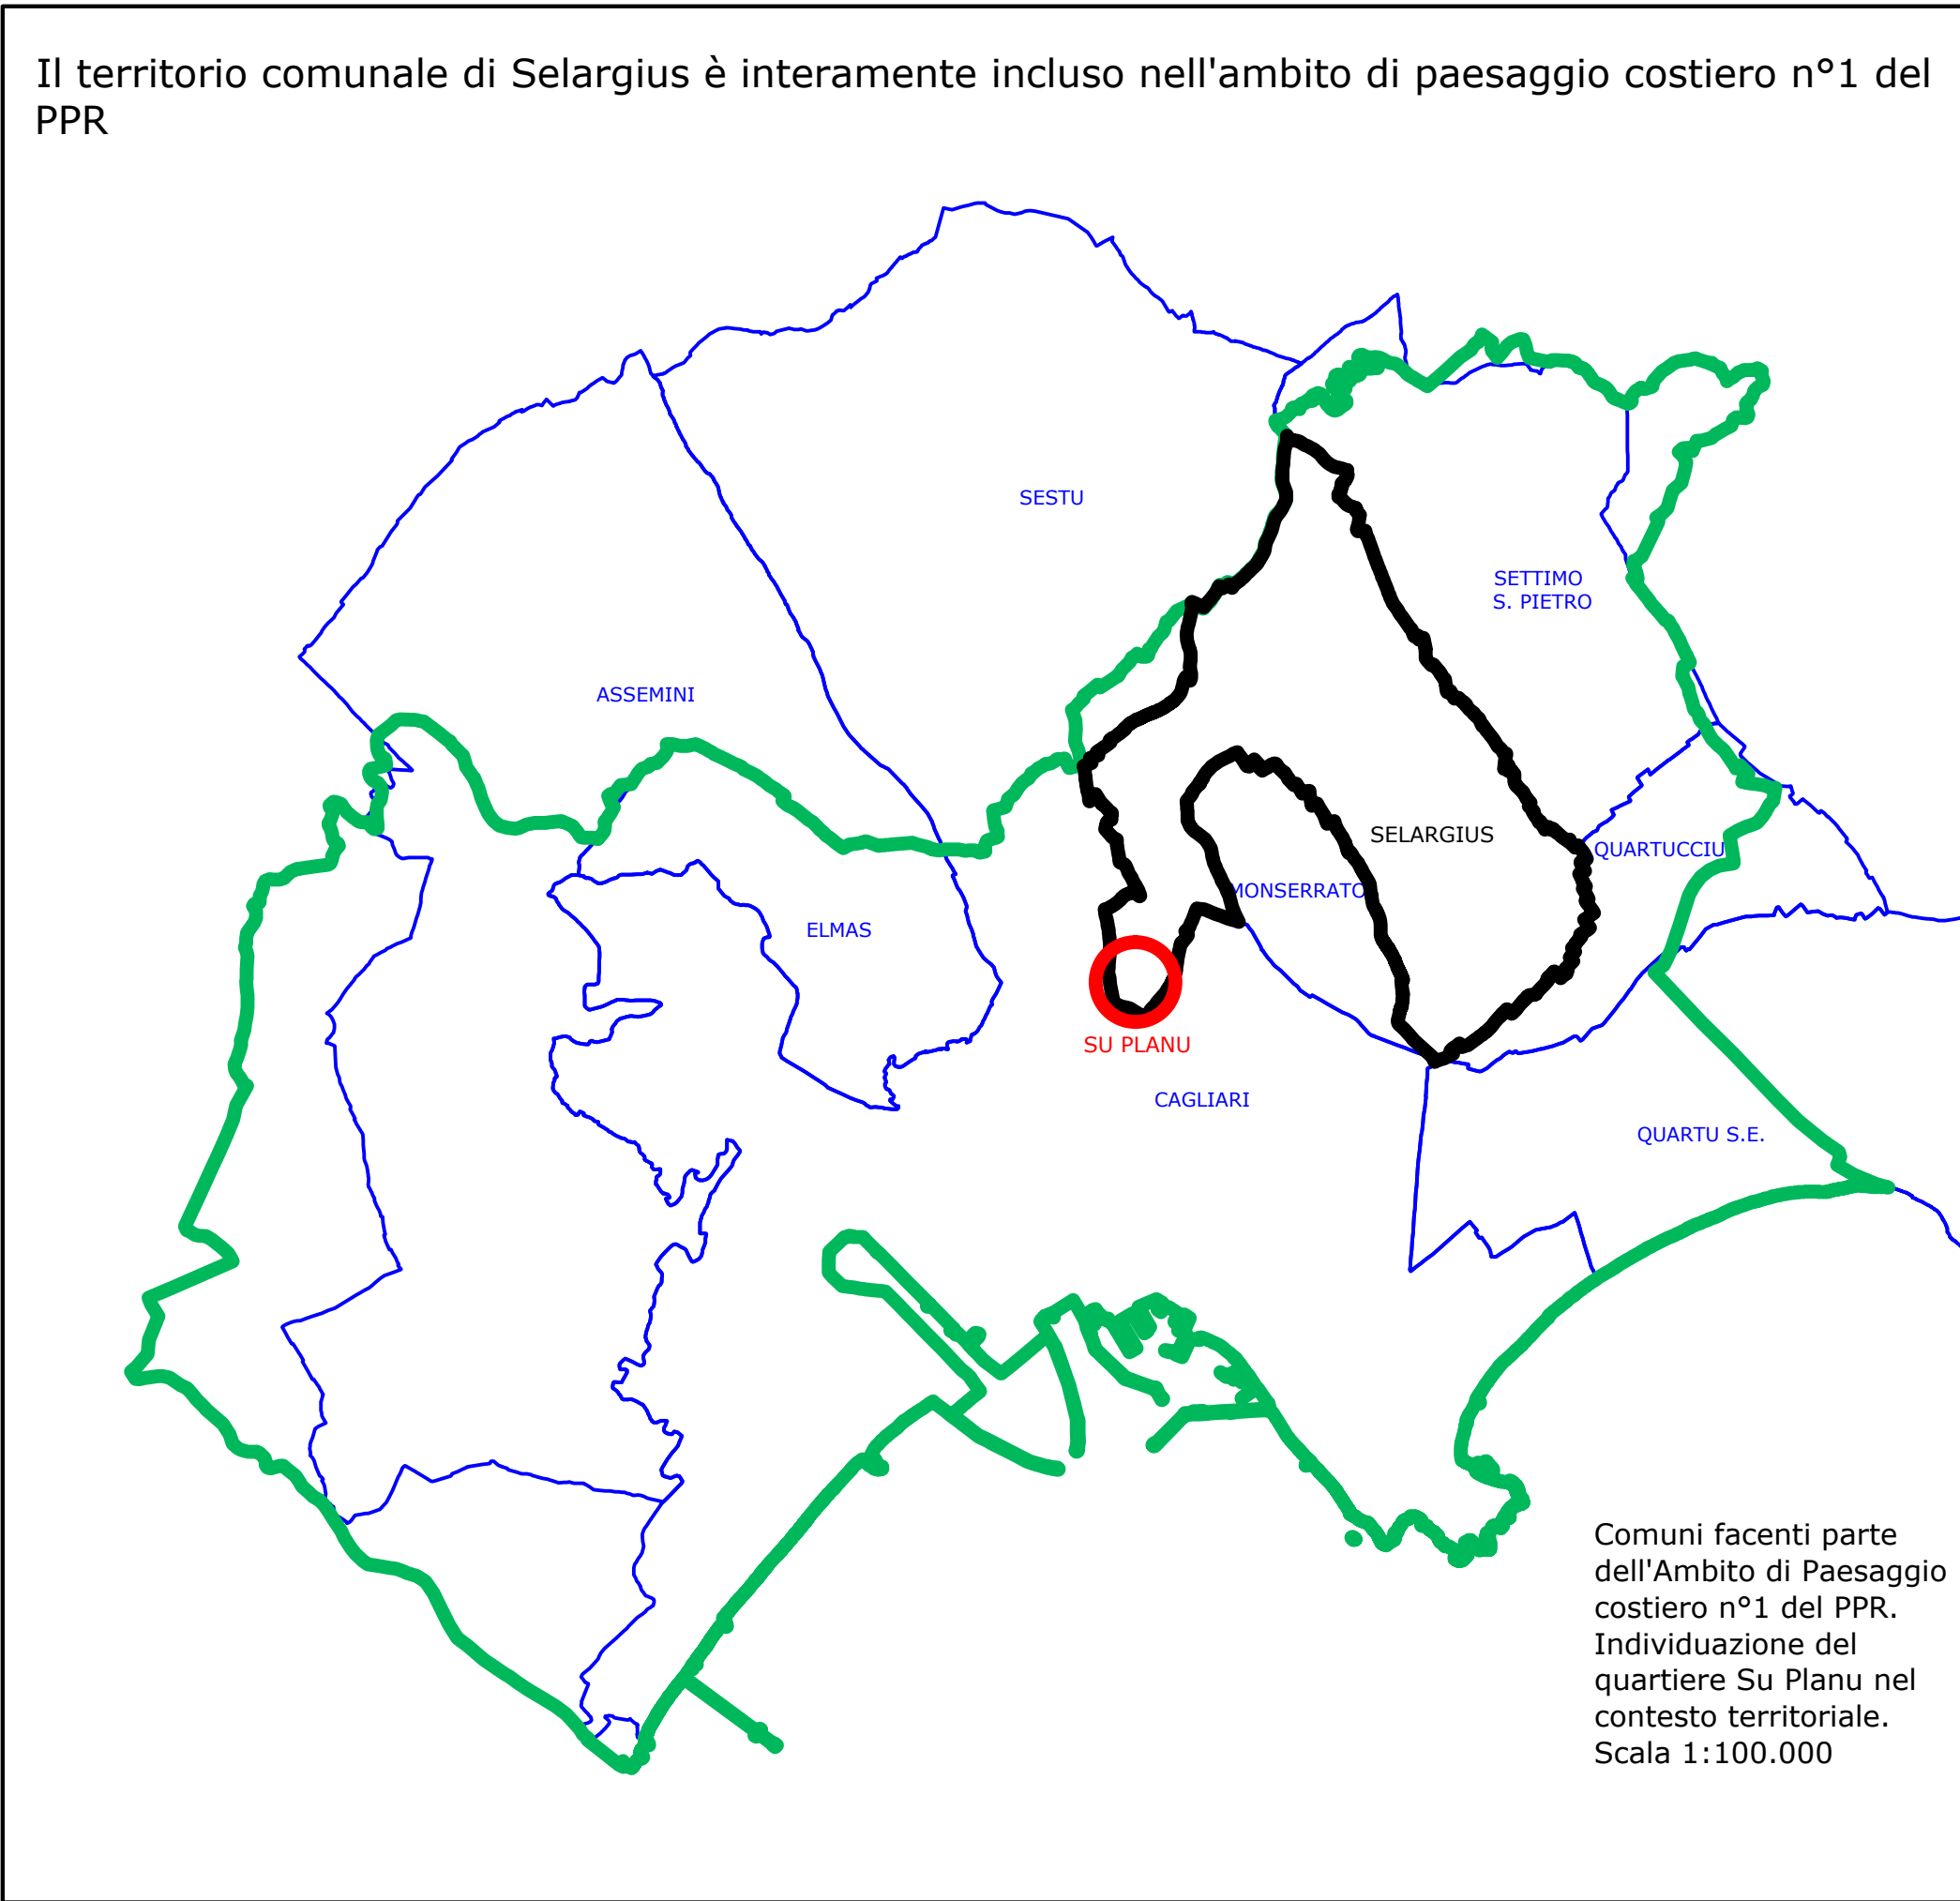 Il territorio comunale di Selargius è interamente incluso nell'ambito di paesaggio costiero n°1 del
PPR
SESTU
SETTIMO
S. PIETRO
ASSEMINI
SELARGIUS
QUARTUCCIU
MONSERRATO
ELMAS
SU PLANU
CAGLIARI
QUARTU S.E.
Comuni facenti parte
dell'Ambito di Paesaggio
costiero n°1 del PPR.
Individuazione del
quartiere Su Planu nel
contesto territoriale.
Scala 1:100.000